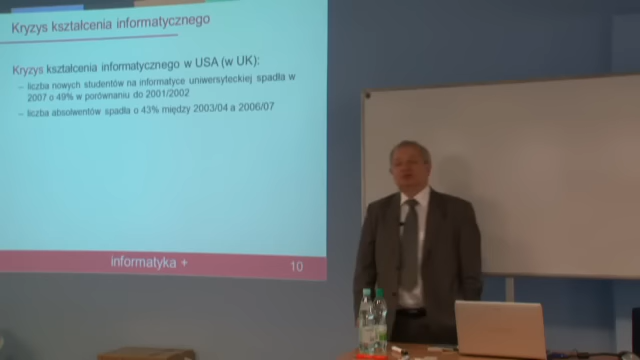 Kryzys kształcenia informatycznego
Kryzys kształcenia informatycznego w USA (w UK):
– liczba nowych studentów na informatyce uniwersyteckiej spadła w
2007 o 49% w porównaniu do 2001/2002
– liczba absolwentów spadła o 43% między 2003/04 a 2006/07
informatyka +
10